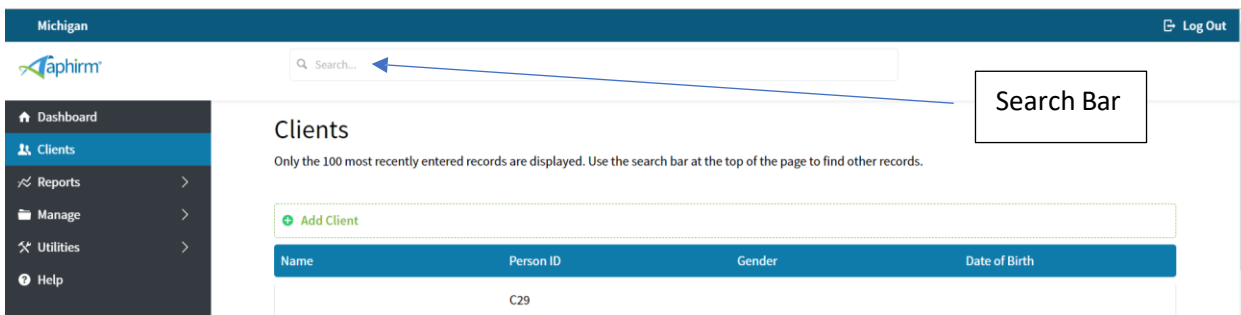 Michigan
Log Out
aphirm
Search...
Search Bar
Dashboard
Clients
Reports
Manage
Utilities
Help
Clients
Only the 100 most recently entered records are displayed. Use the search bar at the top of the page to find other records.
Add Client
Name Person ID Gender Date of Birth
C29